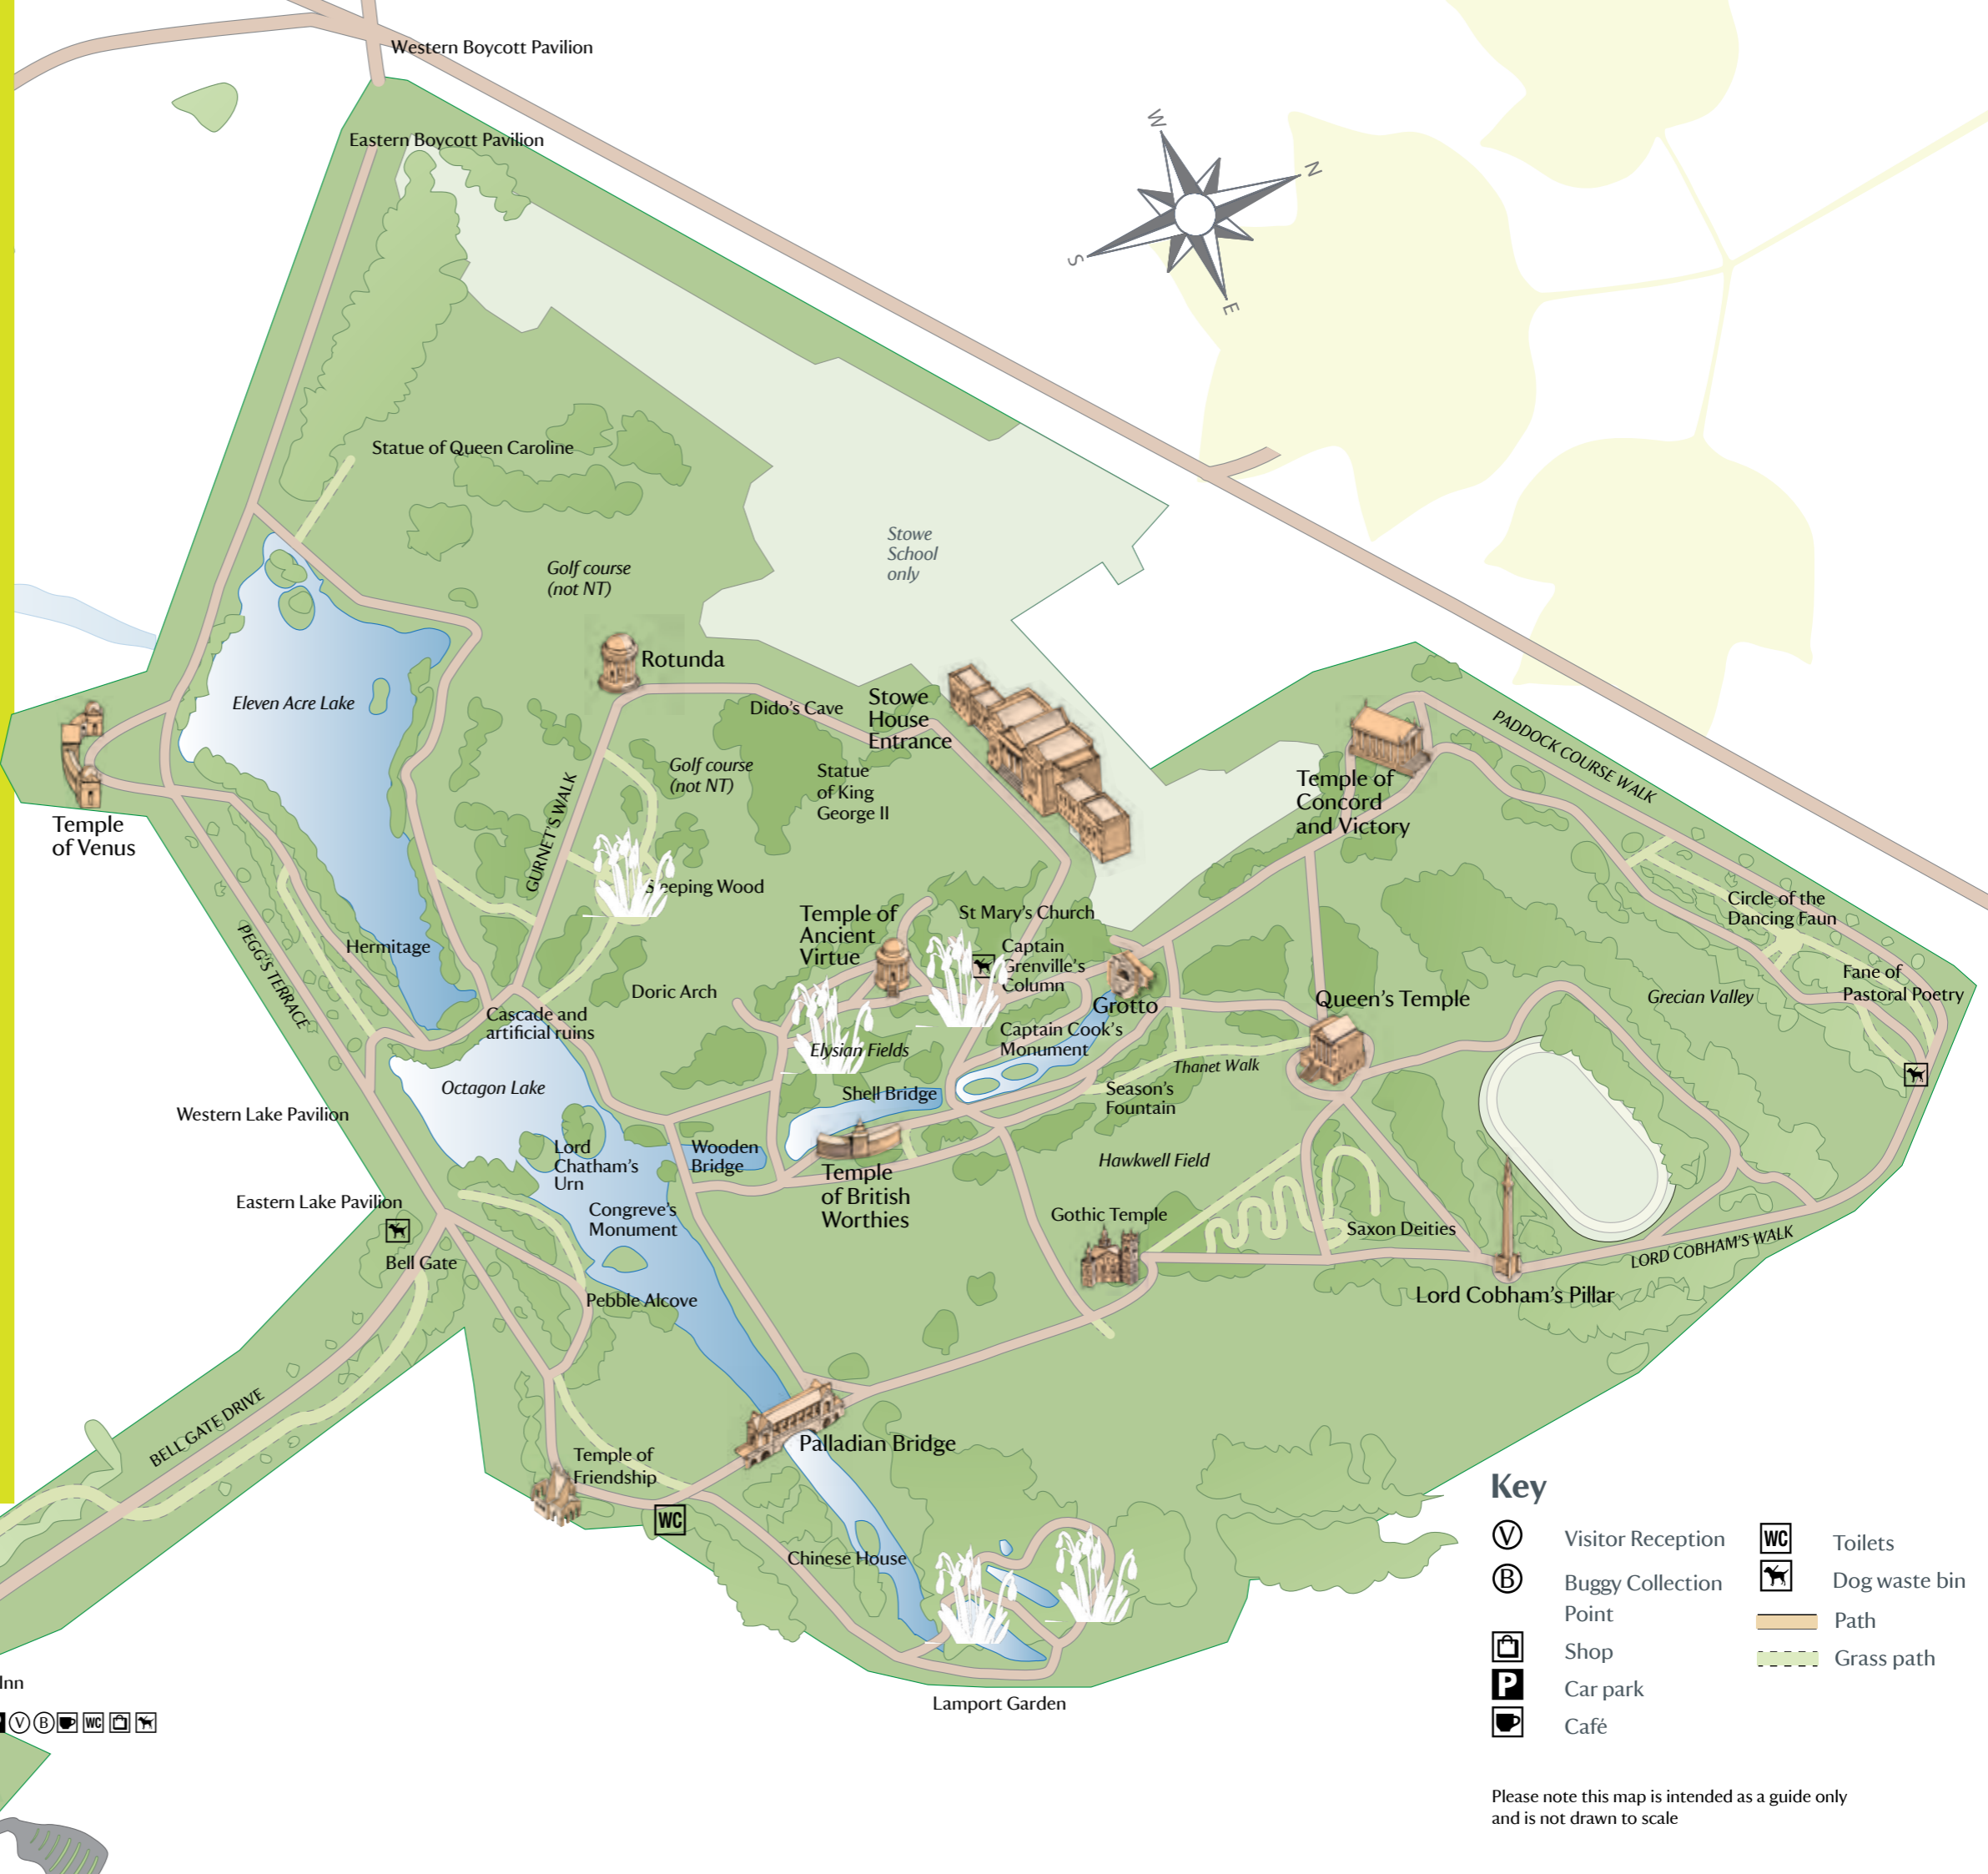 Western Boycott Pavilion
Eastern Boycott Pavilion
W
N
S
E
Statue of Queen Caroline
Stowe
School
only
Golf course
(not NT)
Rotunda
Eleven Acre Lake
Dido's Cave
Stowe
House
Entrance
PADDOCK COURSE WALK
Golf course
(not NT)
Statue
of King
George II
Temple of
Concord
and Victory
Temple
of Venus
GURNET'S WALK
Sleeping Wood
Circle of the
Dancing Faun
Temple of
Ancient
Virtue
St Mary's Church
Captain
Grenville's
Column
Hermitage
PEGG'S TERRACE
Doric Arch
Grotto
Queen's Temple
Grecian Valley
Fane of
Pastoral Poetry
Cascade and
artificial ruins
Captain Cook's
Monument
Elysian Fields
Thanet Walk
Octagon Lake
Shell Bridge
Season's
Fountain
Western Lake Pavilion
Lord
Chatham's
Urn
Wooden
Bridge
Temple
of British
Worthies
Hawkwell Field
Eastern Lake Pavilion
Congreve's
Monument
Gothic Temple
Saxon Deities
LORD COBHAM'S WALK
Bell Gate
Pebble Alcove
Lord Cobham's Pillar
BELL GATE DRIVE
Palladian Bridge
Temple of
Friendship
WC
Chinese House
Lamport Garden
Inn
V B WC
Key
V Visitor Reception
B Buggy Collection
Point
Shop
P Car park
Café
WC Toilets
Dog waste bin
Path
Grass path
Please note this map is intended as a guide only
and is not drawn to scale